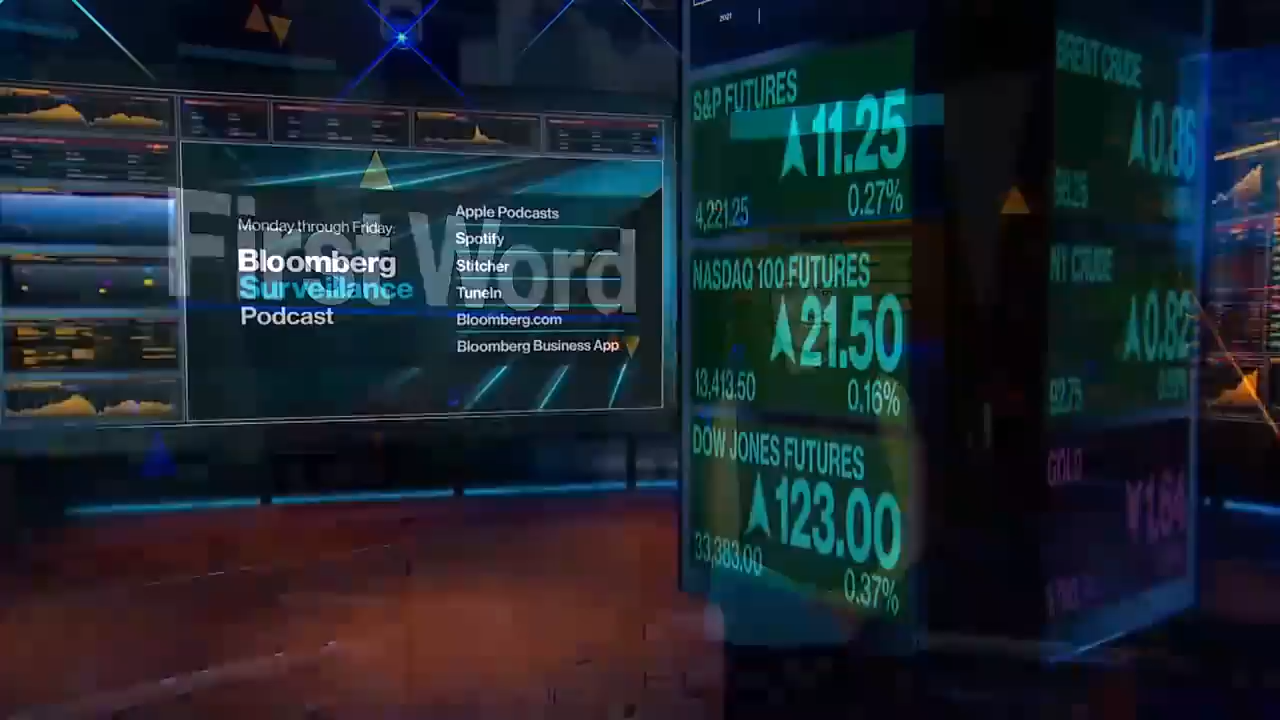 2021
First Word
Monday through Friday:
Bloomberg
Surveillance
Podcast
Apple Podcasts
Spotify
Stitcher
TuneIn
Bloomberg.com
Bloomberg Business App
S&P FUTURES
11.25
4,221.25
0.27%
NASDAQ 100 FUTURES
21.50
13,413.50
0.16%
DOW JONES FUTURES
123.00
33,383.00
0.37%
BRENT CRUDE
0.86
NY CRUDE
0.82
GOLD